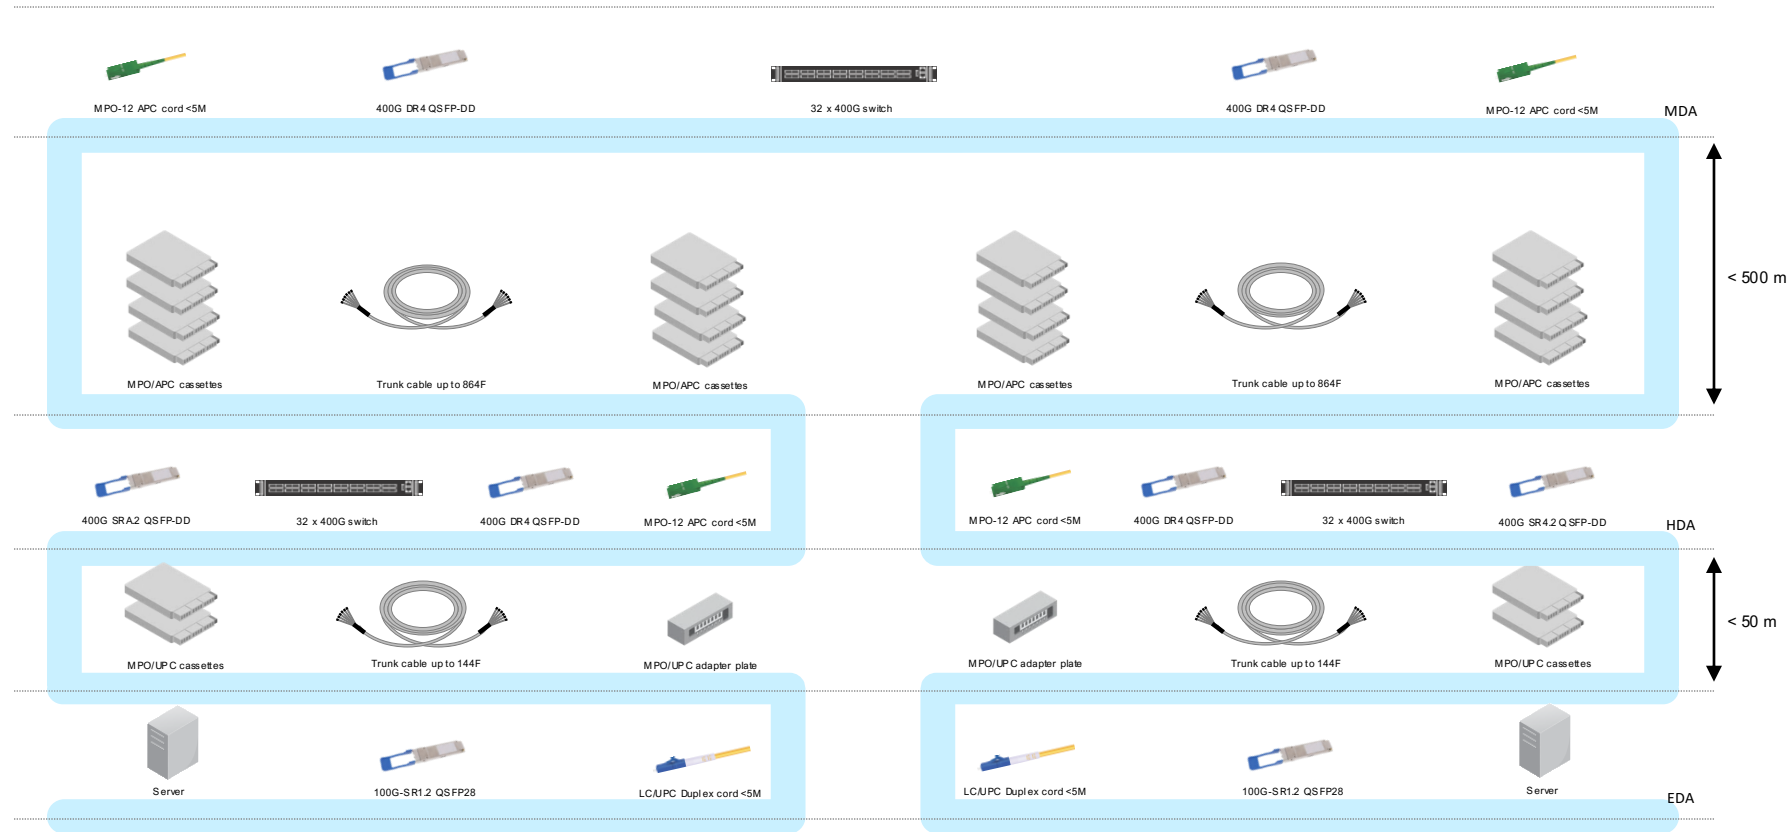 MPO-12 APC cord <5M
400G DR4 QSFP-DD
32 x 400G switch
400G DR4 QSFP-DD
MPO-12 APC cord <5M
MDA
< 500 m
MPO/APC cassettes
Trunk cable up to 864F
MPO/APC cassettes
MPO/APC cassettes
Trunk cable up to 864F
MPO/APC cassettes
400G SRA.2 QSFP-DD
32 x 400G switch
400G DR4 QSFP-DD
MPO-12 APC cord <5M
MPO-12 APC cord <5M
400G DR4 QSFP-DD
32 x 400G switch
400G SR4.2 QSFP-DD
HDA
< 50 m
MPO/UPC cassettes
Trunk cable up to 144F
MPO/UPC adapter plate
MPO/UPC adapter plate
Trunk cable up to 144F
MPO/UPC cassettes
Server
100G-SR1.2 QSFP28
LC/UPC Duplex cord <5M
LC/UPC Duplex cord <5M
100G-SR1.2 QSFP28
Server
EDA